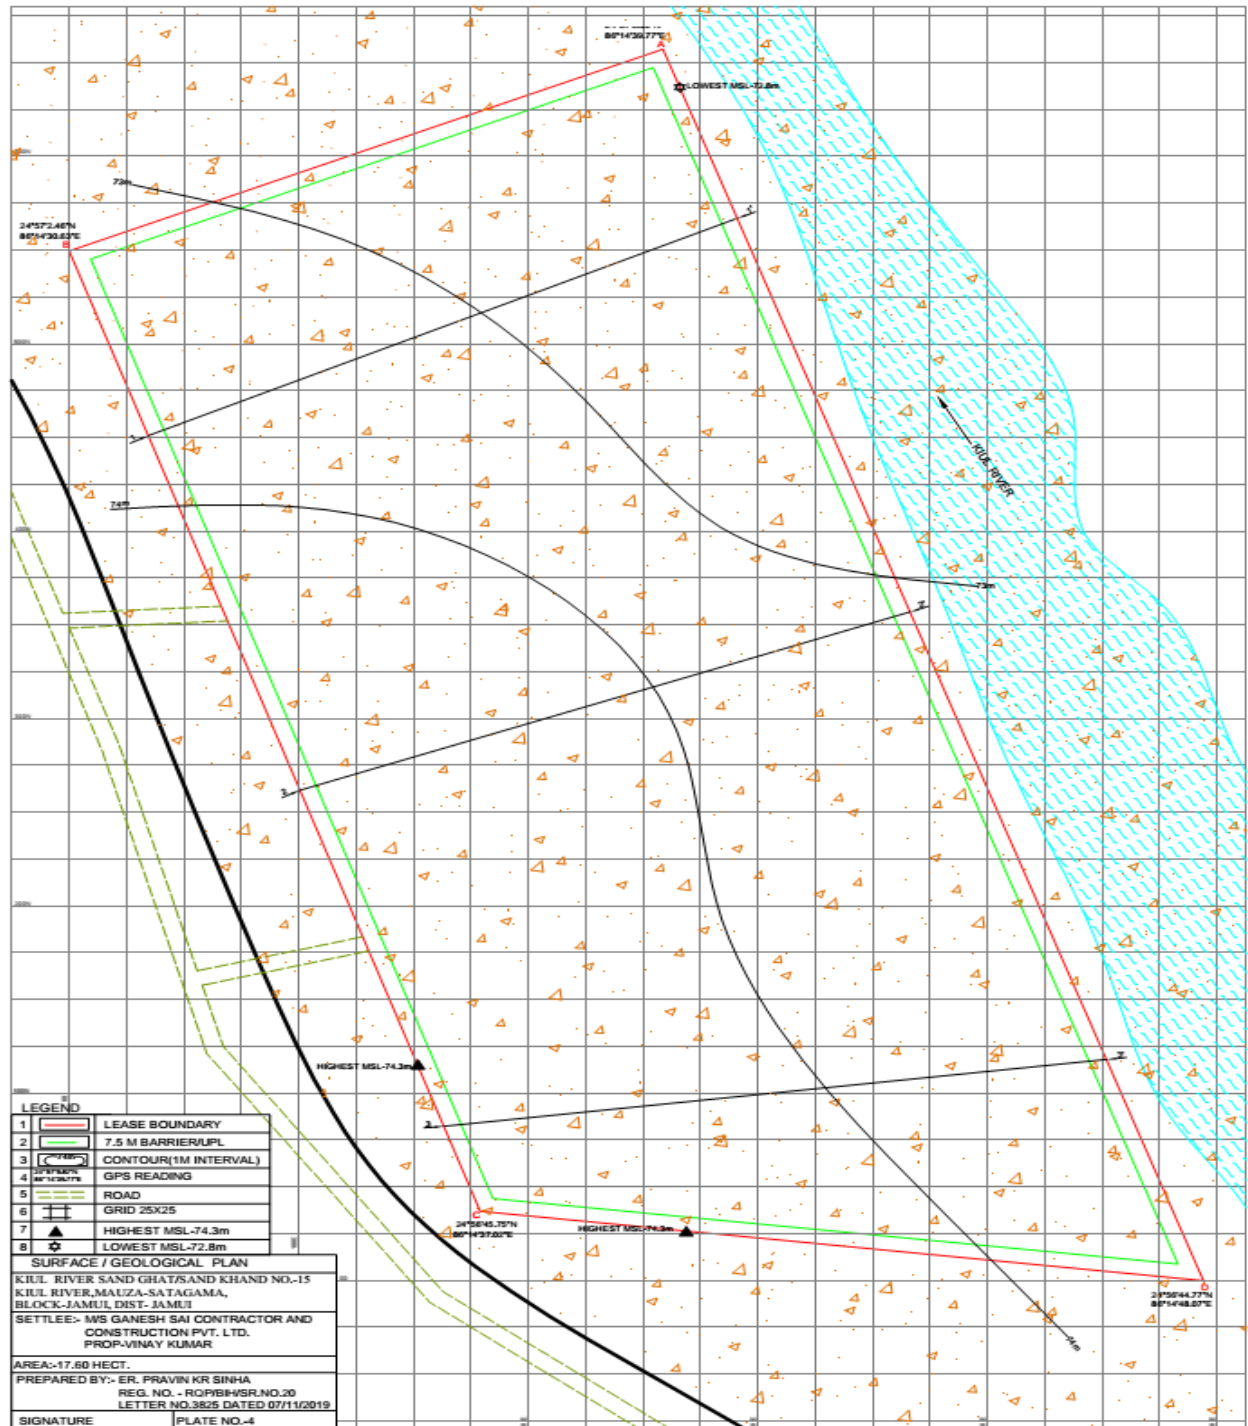 86°14'39.77"E
A
LOWEST MSL-72.8m
73m
1'
24°57'2.46"N
86°14'30.63"E
B
1
KIUL RIVER
74m
73m
2'
HIGHEST MSL-74.3m
C
24°56'45.75"N
HIGHEST MSL-74.3m
D
24°56'44.77"N
86°14'48.07"E
74m
LEGEND
1 LEASE BOUNDARY
2 7.5 M BARRIER/UPL
3 CONTOUR(1M INTERVAL)
4 GPS READING
5 ROAD
6 GRID 25X25
7 HIGHEST MSL-74.3m
8 LOWEST MSL-72.8m
SURFACE / GEOLOGICAL PLAN
KIUL RIVER SAND GHAT/SAND KHAND NO.-15
KIUL RIVER,MAUZA-SATAGAMA,
BLOCK-JAMUI, DIST- JAMUI
SETTLEE:- M/S GANESH SAI CONTRACTOR AND
CONSTRUCTION PVT. LTD.
PROP-VINAY KUMAR
AREA:-17.60 HECT.
PREPARED BY:- ER. PRAVIN KR SINHA
REG. NO. - RQP/BIH/SR.NO.20
LETTER NO.3825 DATED 07/11/2019
SIGNATURE PLATE NO.-4